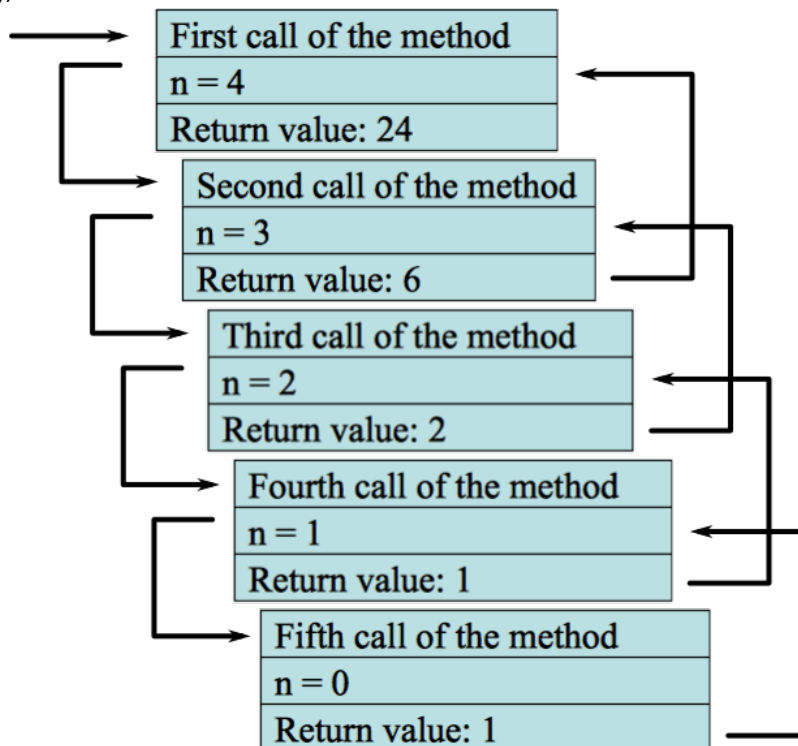 First call of the method
n = 4
Return value: 24
Second call of the method
n = 3
Return value: 6
Third call of the method
n = 2
Return value: 2
Fourth call of the method
n = 1
Return value: 1
Fifth call of the method
n = 0
Return value: 1